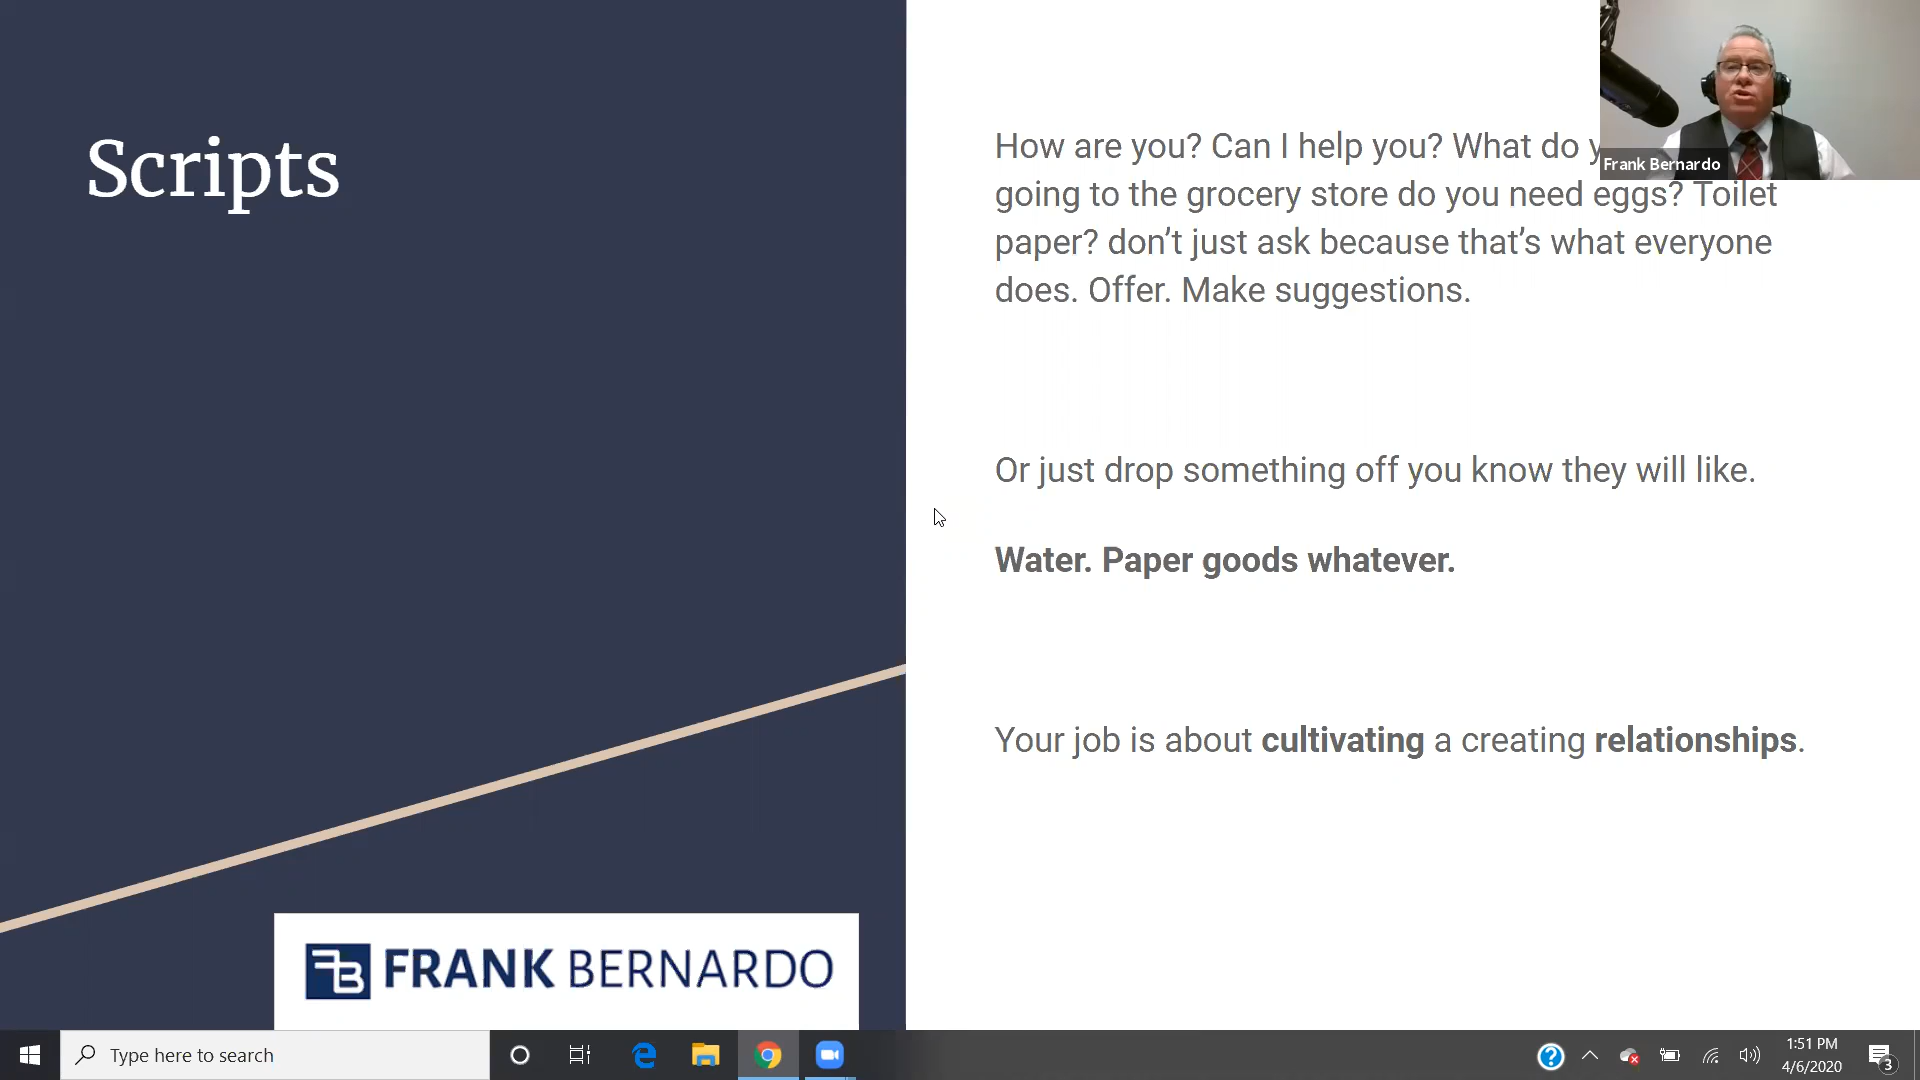 Scripts
How are you? Can I help you? What do
going to the grocery store do you need eggs? Toilet
paper? don’t just ask because that’s what everyone
does. Offer. Make suggestions.
Or just drop something off you know they will like.
Water. Paper goods whatever.
Your job is about cultivating a creating relationships.
Frank Bernardo
FB FRANK BERNARDO
Type here to search
1:51 PM
4/6/2020
3